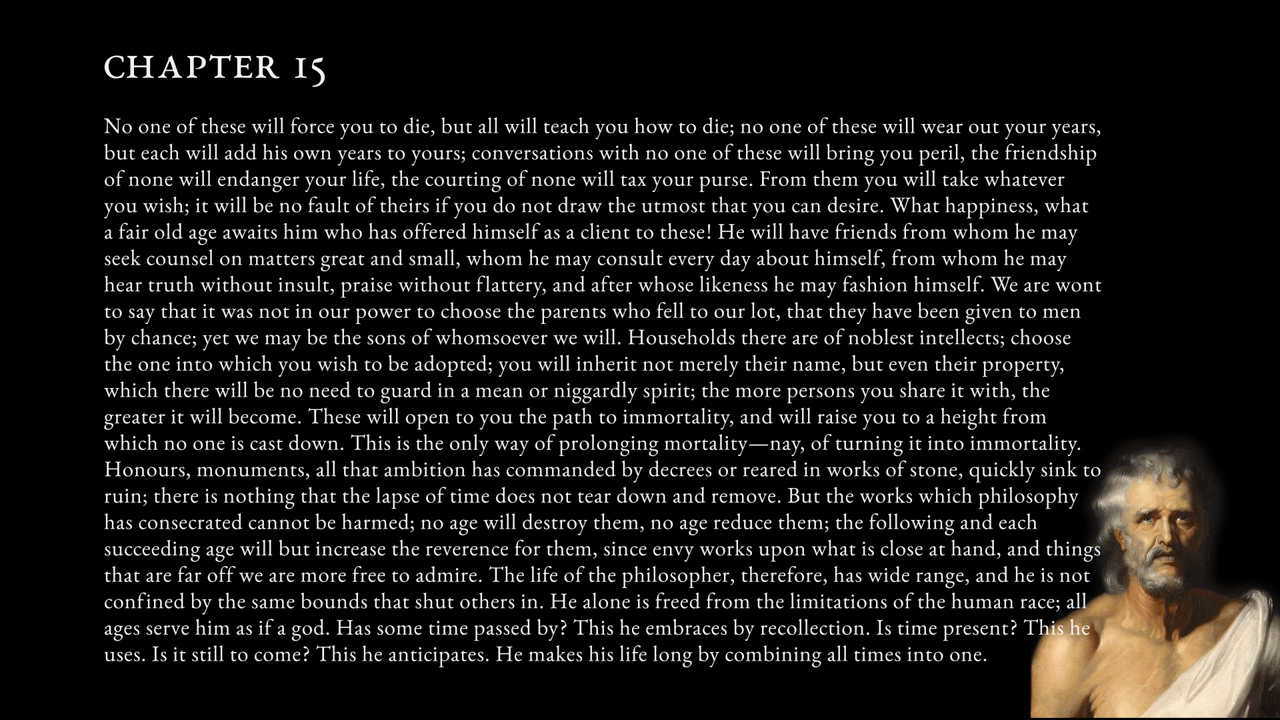 CHAPTER 15
No one of these will force you to die, but all will teach you how to die; no one of these will wear out your years,
but each will add his own years to yours; conversations with no one of these will bring you peril, the friendship
of none will endanger your life, the courting of none will tax your purse. From them you will take whatever
you wish; it will be no fault of theirs if you do not draw the utmost that you can desire. What happiness, what
a fair old age awaits him who has offered himself as a client to these! He will have friends from whom he may
seek counsel on matters great and small, whom he may consult every day about himself, from whom he may
hear truth without insult, praise without flattery, and after whose likeness he may fashion himself. We are wont
to say that it was not in our power to choose the parents who fell to our lot, that they have been given to men
by chance; yet we may be the sons of whomsoever we will. Households there are of noblest intellects; choose
the one into which you wish to be adopted; you will inherit not merely their name, but even their property,
which there will be no need to guard in a mean or niggardly spirit; the more persons you share it with, the
greater it will become. These will open to you the path to immortality, and will raise you to a height from
which no one is cast down. This is the only way of prolonging mortality—nay, of turning it into immortality.
Honours, monuments, all that ambition has commanded by decrees or reared in works of stone, quickly sink to
ruin; there is nothing that the lapse of time does not tear down and remove. But the works which philosophy
has consecrated cannot be harmed; no age will destroy them, no age reduce them; the following and each
succeeding age will but increase the reverence for them, since envy works upon what is close at hand, and things
that are far off we are more free to admire. The life of the philosopher, therefore, has wide range, and he is not
confined by the same bounds that shut others in. He alone is freed from the limitations of the human race; all
ages serve him as if a god. Has some time passed by? This he embraces by recollection. Is time present? This he
uses. Is it still to come? This he anticipates. He makes his life long by combining all times into one.